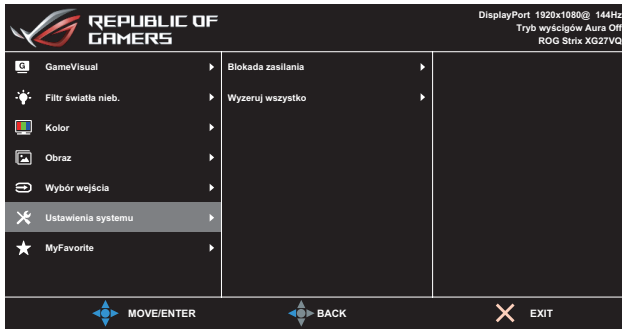 REPUBLIC OF
GAMERS
DisplayPort 1920x1080@ 144Hz
Tryb wyścigów Aura Off
ROG Strix XG27VQ
G
GameVisual
Filtr światła nieb.
Kolor
Obraz
Wybór wejścia
Ustawienia systemu
MyFavorite
Blokada zasilania
Wyzeruj wszystko
MOVE/ENTER
BACK
EXIT